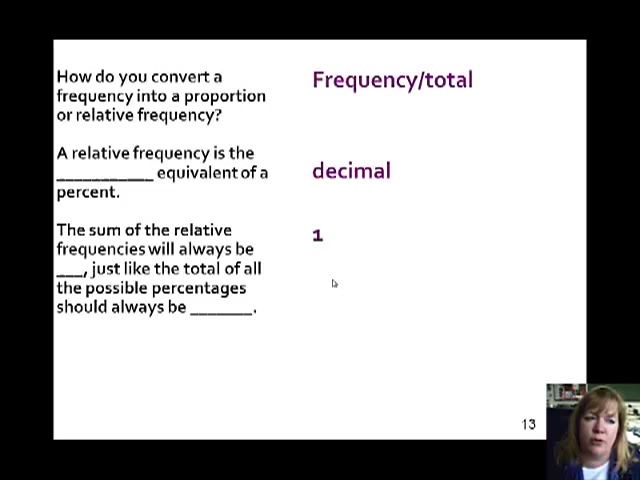 How do you convert a
frequency into a proportion
or relative frequency?
Frequency/total
A relative frequency is the
___________ equivalent of a
percent.
decimal
The sum of the relative
frequencies will always be
___, just like the total of all
the possible percentages
should always be _______.
1
13